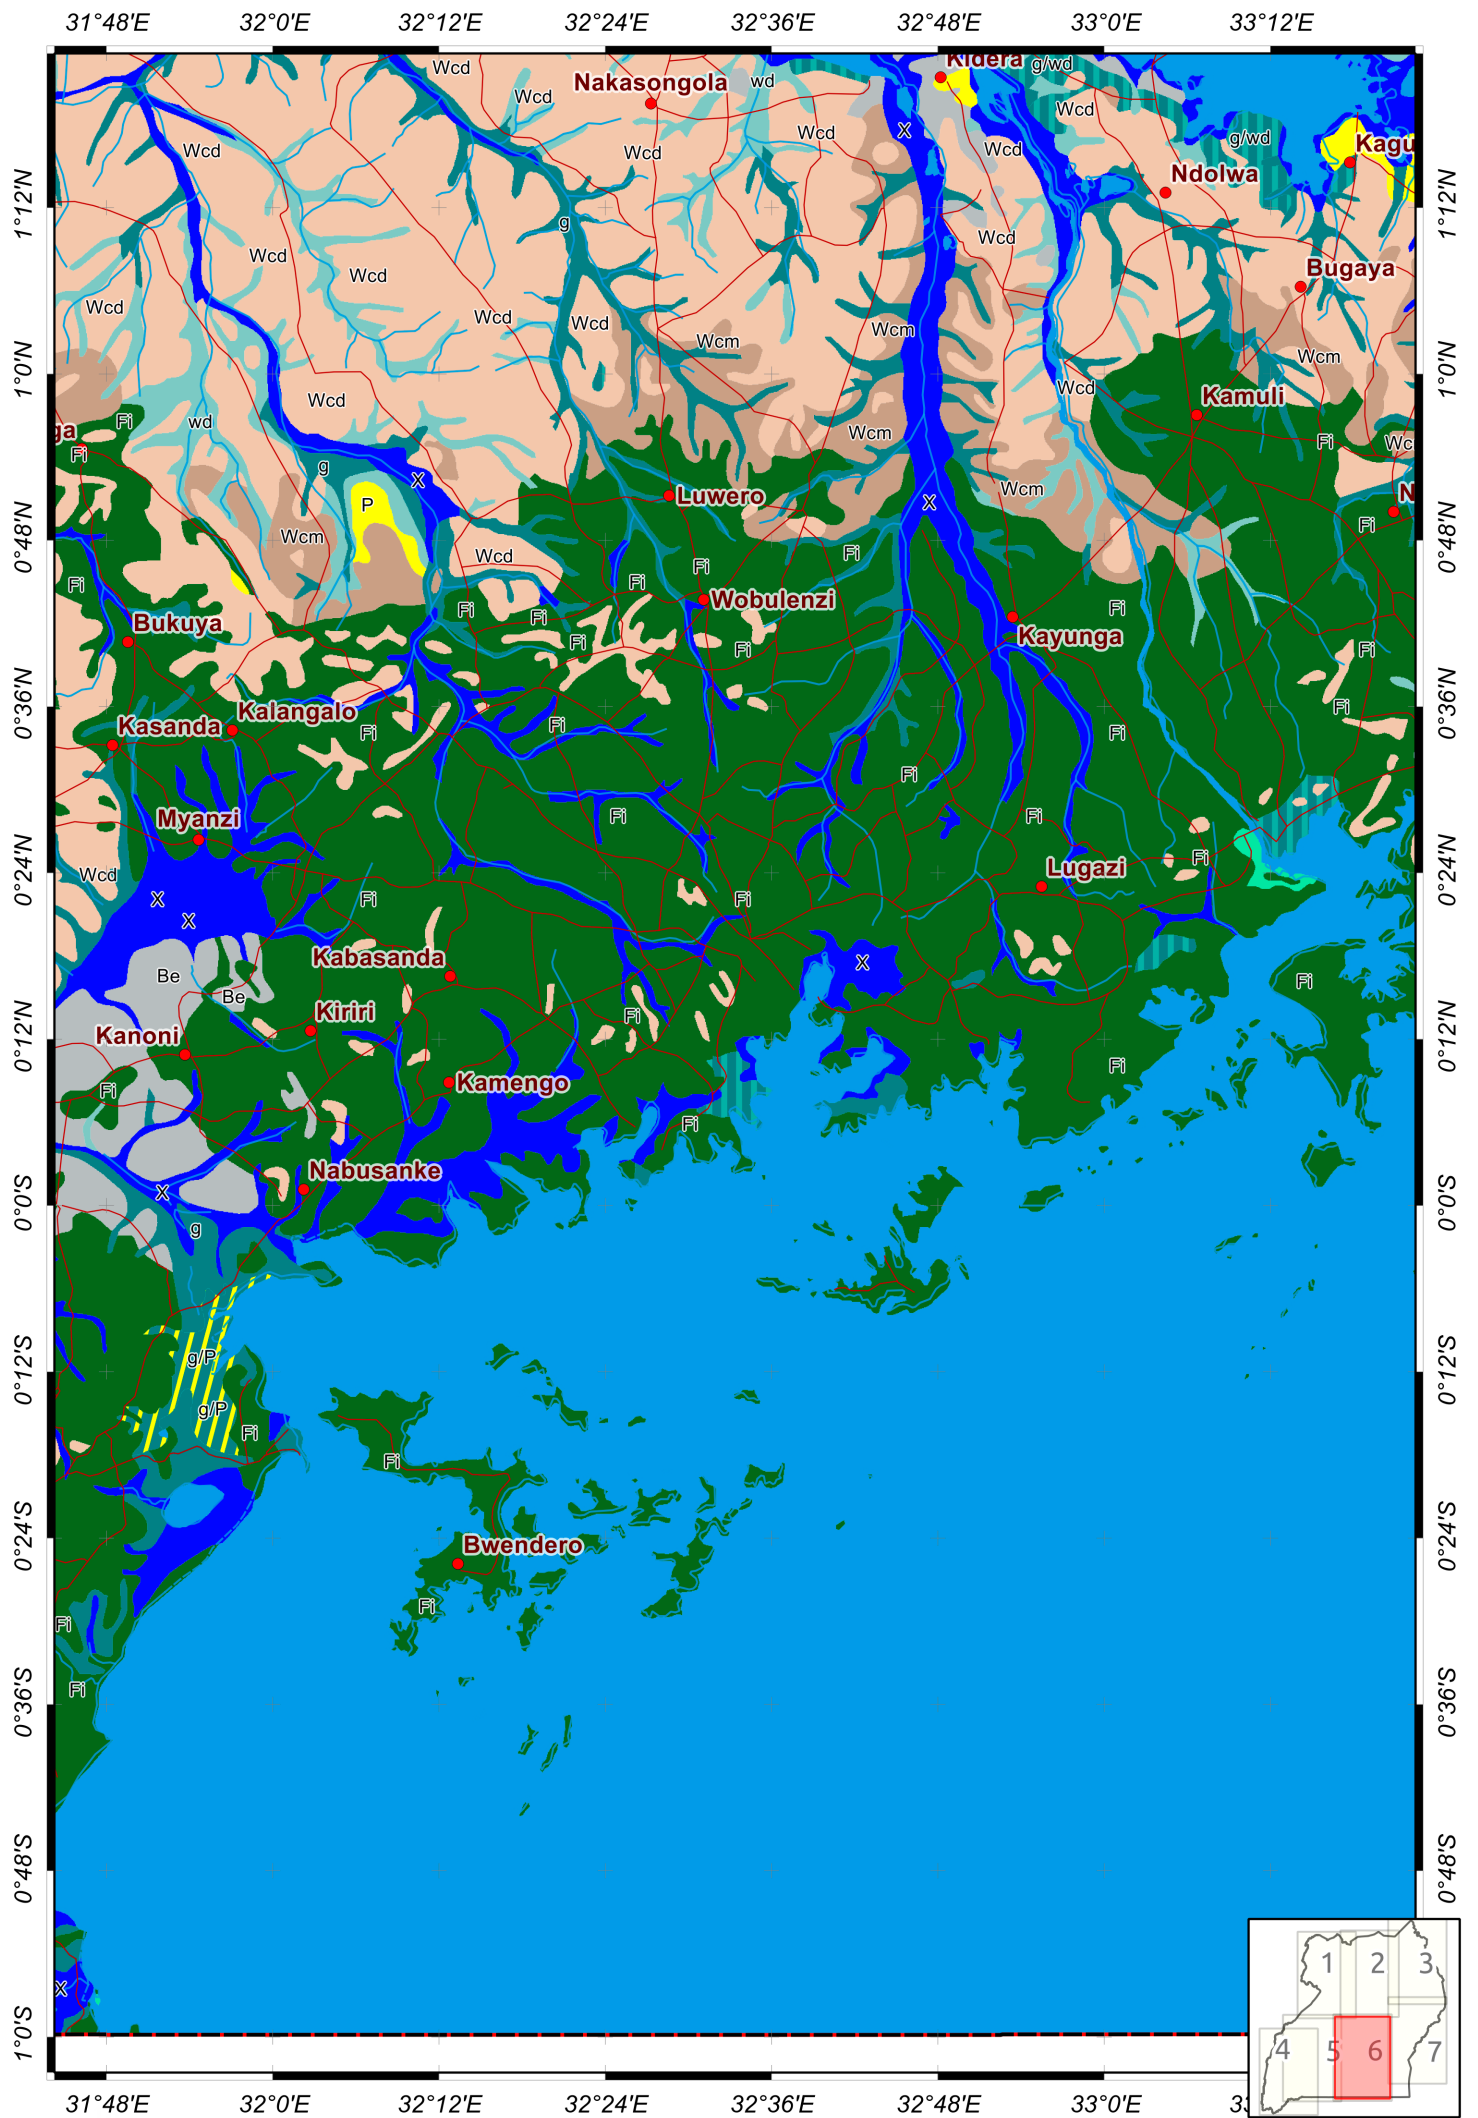 31°48'E 32°0'E 32°12'E 32°24'E 32°36'E 32°48'E 33°0'E 33°12'E
Kidera
g/wd
Wcd
Nakasongola
wd
Wcd
Wcd
X
Wcd
g/wd
Kagu
Wcd
Wcd
Wcd
Ndolwa
1°12'N
1°12'N
g
Wcd
Wcd
Wcd
Bugaya
Wcd
Wcd
Wcd
Wcd
Wcm
Wcm
Wcm
1°0'N
1°0'N
Wcd
Wcd
Kamuli
Fi
wd
ga
Wcm
Fi
Wc
Fi
g
X
Wcm
N
P
Luwero
X
Fi
Wcm
0°48'N
0°48'N
Wcd
Fi
Fi
Fi
Fi
Wobulenzi
Fi
Fi
Fi
Bukuya
Kayunga
Fi
Fi
Fi
0°36'N
0°36'N
Kalangalo
Fi
Kasanda
Fi
Fi
Fi
Fi
Myanzi
Fi
Fi
Fi
0°24'N
0°24'N
Wcd
Lugazi
X
Fi
Fi
X
Kabasanda
X
Be
Fi
Be
Kiriri
Fi
0°12'N
0°12'N
Kanoni
Fi
Kamengo
Fi
Fi
Nabusanke
X
0°0'S
0°0'S
g
g/P
0°12'S
0°12'S
g/P
Fi
Fi
0°24'S
0°24'S
Bwendero
Fi
Fi
Fi
0°36'S
0°36'S
0°48'S
0°48'S
1 2 3
X
1°0'S
4 5 6 7
31°48'E 32°0'E 32°12'E 32°24'E 32°36'E 32°48'E 33°0'E 33